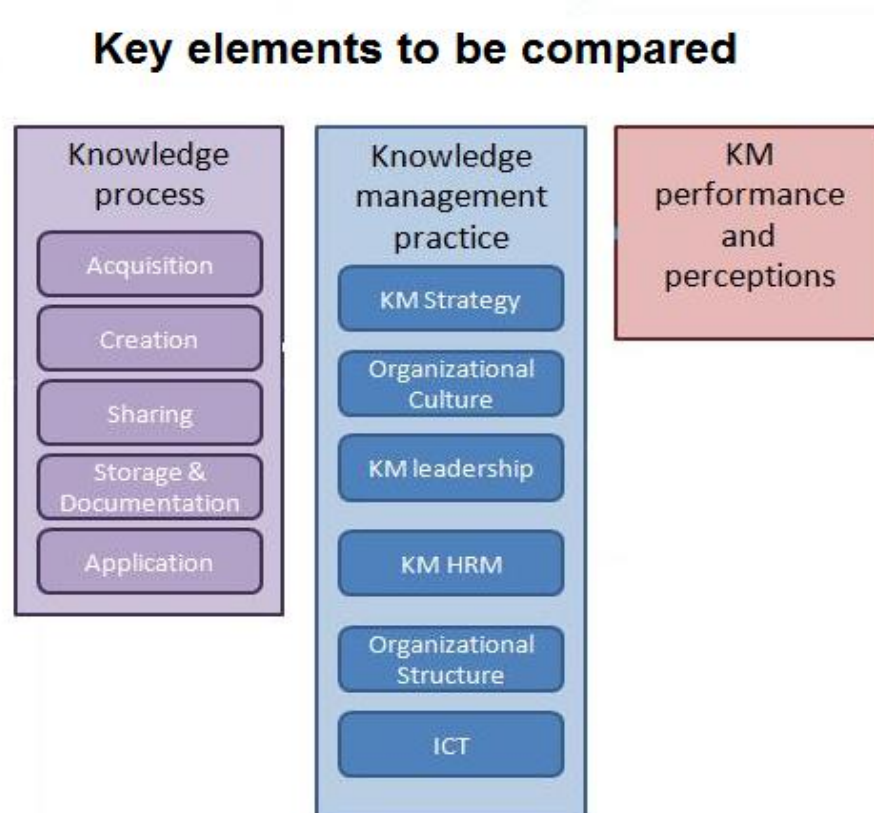 Key elements to be compared
Knowledge
process
Acquisition
Creation
Sharing
Storage &
Documentation
Application
Knowledge
management
practice
KM Strategy
Organizational
Culture
KM leadership
KM HRM
Organizational
Structure
ICT
KM
performance
and
perceptions